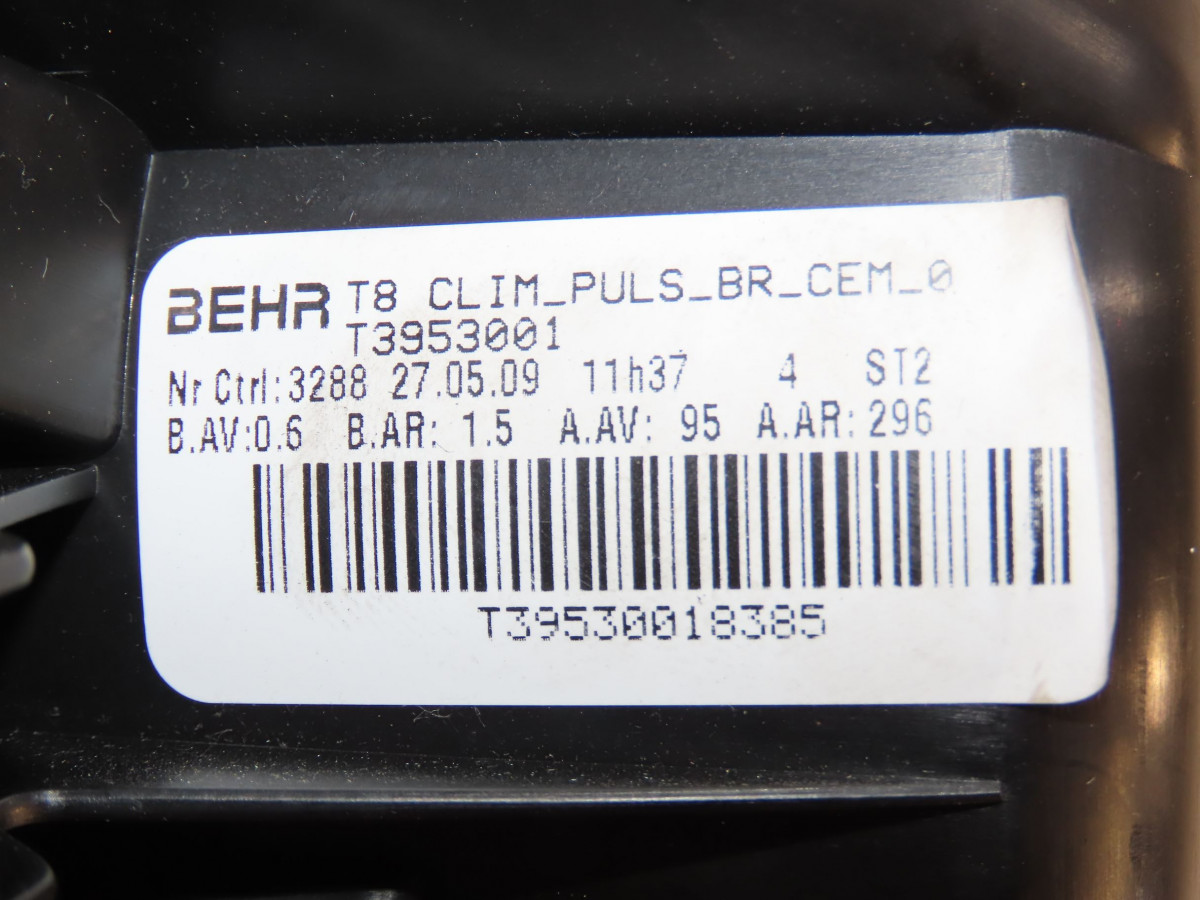 BEHR T8 CLIM_PULS_BR_CEM_0
T3953001
Nr Ctrl:3288 27.05.09 11h37 4 ST2
B.AV:0.6 B.AR: 1.5 A.AV: 95 A.AR: 296
T39530018385